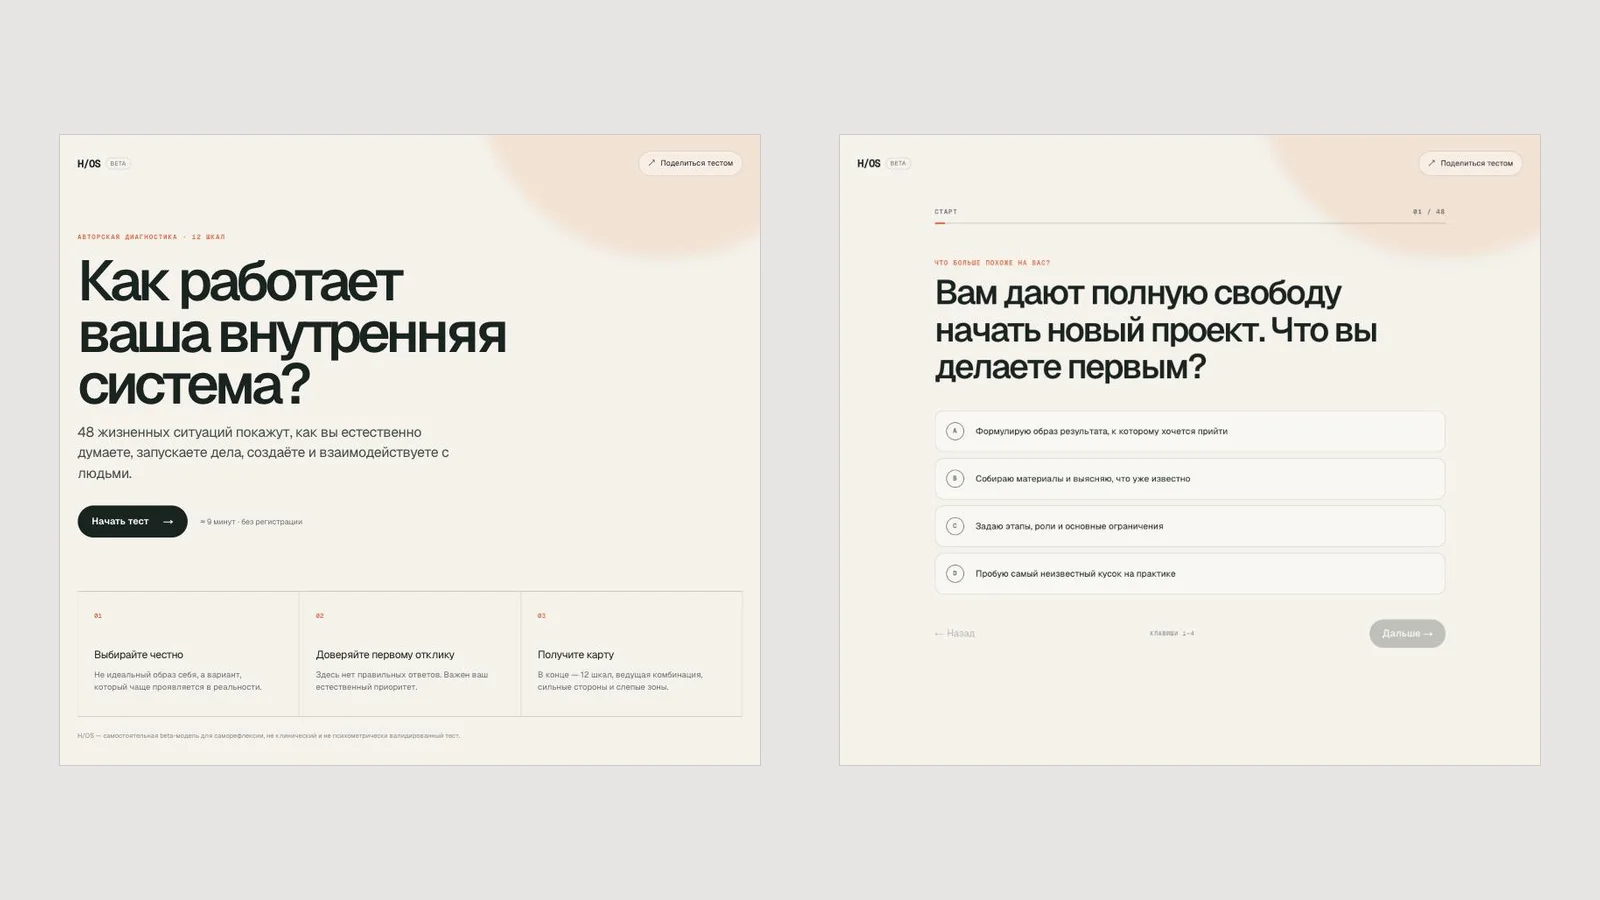 H/OS BETA
↗ Поделиться тестом
АВТОРСКАЯ ДИАГНОСТИКА · 12 ШКАЛ
Как работает
ваша внутренняя
система?
48 жизненных ситуаций покажут, как вы естественно
думаете, запускаете дела, создаёте и взаимодействуете с
людьми.
Начать тест →
≈ 9 минут · без регистрации
01
Выбирайте честно
Не идеальный образ себя, а вариант,
который чаще проявляется в реальности.
02
Доверяйте первому отклику
Здесь нет правильных ответов. Важен ваш
естественный приоритет.
03
Получите карту
В конце — 12 шкал, ведущая комбинация,
сильные стороны и слепые зоны.
H/OS — самостоятельная beta-модель для саморефлексии, не клинический и не психометрически валидированный тест.
H/OS BETA
↗ Поделиться тестом
СТАРТ
01 / 48
ЧТО БОЛЬШЕ ПОХОЖЕ НА ВАС?
Вам дают полную свободу
начать новый проект. Что вы
делаете первым?
A Формулирую образ результата, к которому хочется прийти
B Собираю материалы и выясняю, что уже известно
C Задаю этапы, роли и основные ограничения
D Пробую самый неизвестный кусок на практике
← Назад
КЛАВИШИ 1–4
Дальше →